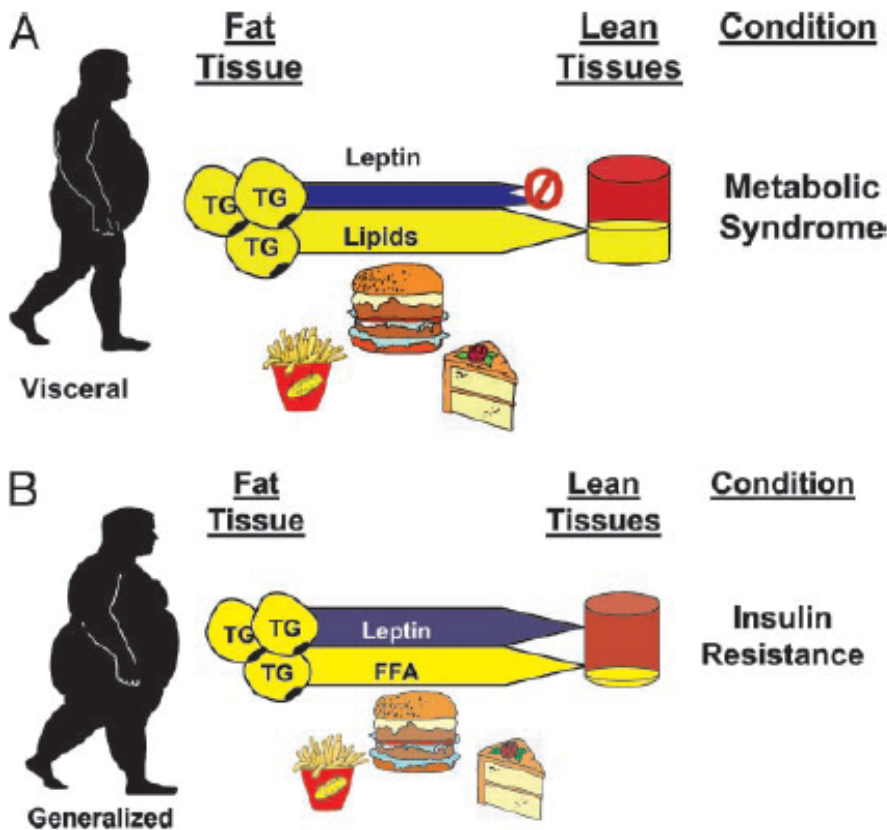 A
Fat
Tissue
Lean
Tissues
Condition
Leptin
TG
TG
TG
Lipids
Metabolic
Syndrome
Visceral
B
Fat
Tissue
Lean
Tissues
Condition
TG
TG
TG
Leptin
FFA
Insulin
Resistance
Generalized